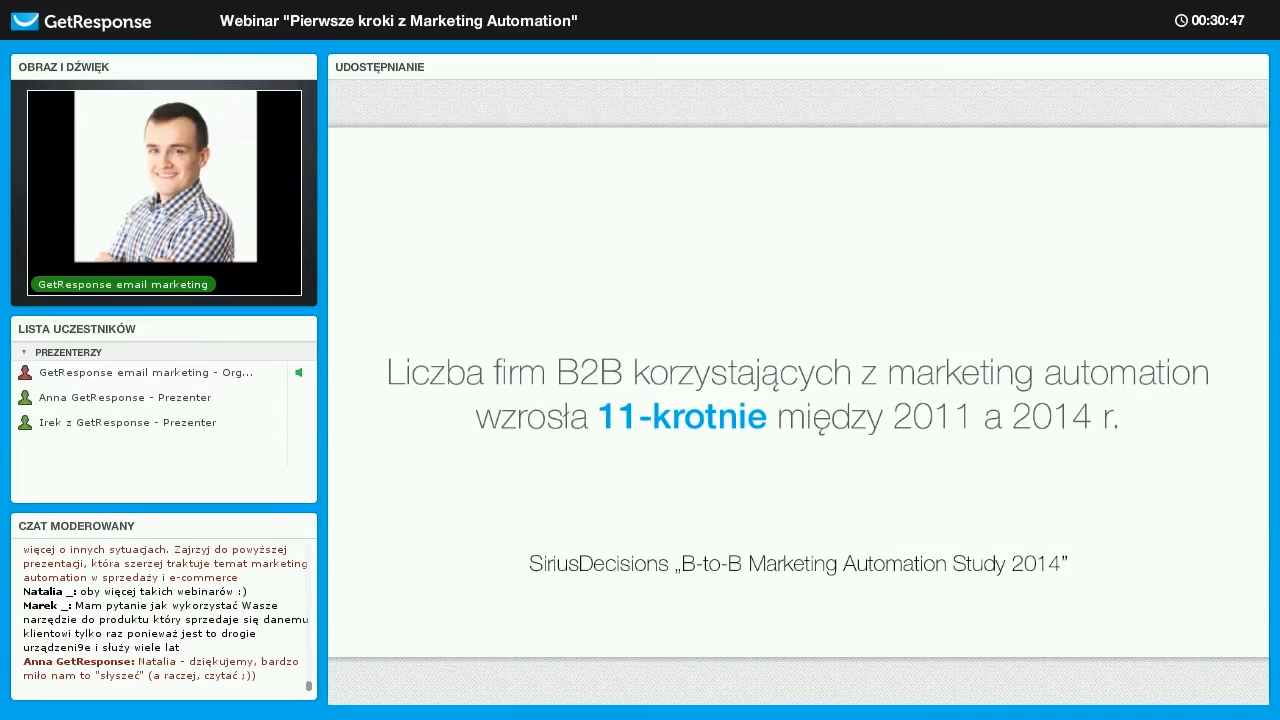 GetResponse
Webinar "Pierwsze kroki z Marketing Automation"
00:30:47
OBRAZ I DŹWIĘK
GetResponse email marketing
LISTA UCZESTNIKÓW
PREZENTERZY
GetResponse email marketing - Org...
Anna GetResponse - Prezenter
Irek z GetResponse - Prezenter
CZAT MODEROWANY
więcej o innych sytuacjach. Zajrzyj do powyższej
prezentacji, która szerzej traktuje temat marketing
automation w sprzedaży i e-commerce
Natalia _: oby więcej takich webinarów :)
Marek _: Mam pytanie jak wykorzystać Wasze
narzędzie do produktu który sprzedaje się danemu
klientowi tylko raz ponieważ jest to drogie
urządzeni9e i służy wiele lat
Anna GetResponse: Natalia - dziękujemy, bardzo
miło nam to "słyszeć" (a raczej, czytać ;))
UDOSTĘPNIANIE
Liczba firm B2B korzystających z marketing automation
wzrosła 11-krotnie między 2011 a 2014 r.
SiriusDecisions „B-to-B Marketing Automation Study 2014”